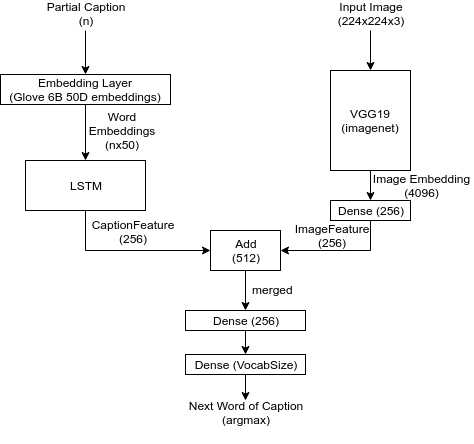 Partial Caption
(n)
Input Image
(224x224x3)
Embedding Layer
(Glove 6B 50D embeddings)
VGG19
(imagenet)
Word
Embeddings
(nx50)
LSTM
Image Embedding
(4096)
Dense (256)
CaptionFeature
(256)
ImageFeature
(256)
Add
(512)
merged
Dense (256)
Dense (VocabSize)
Next Word of Caption
(argmax)